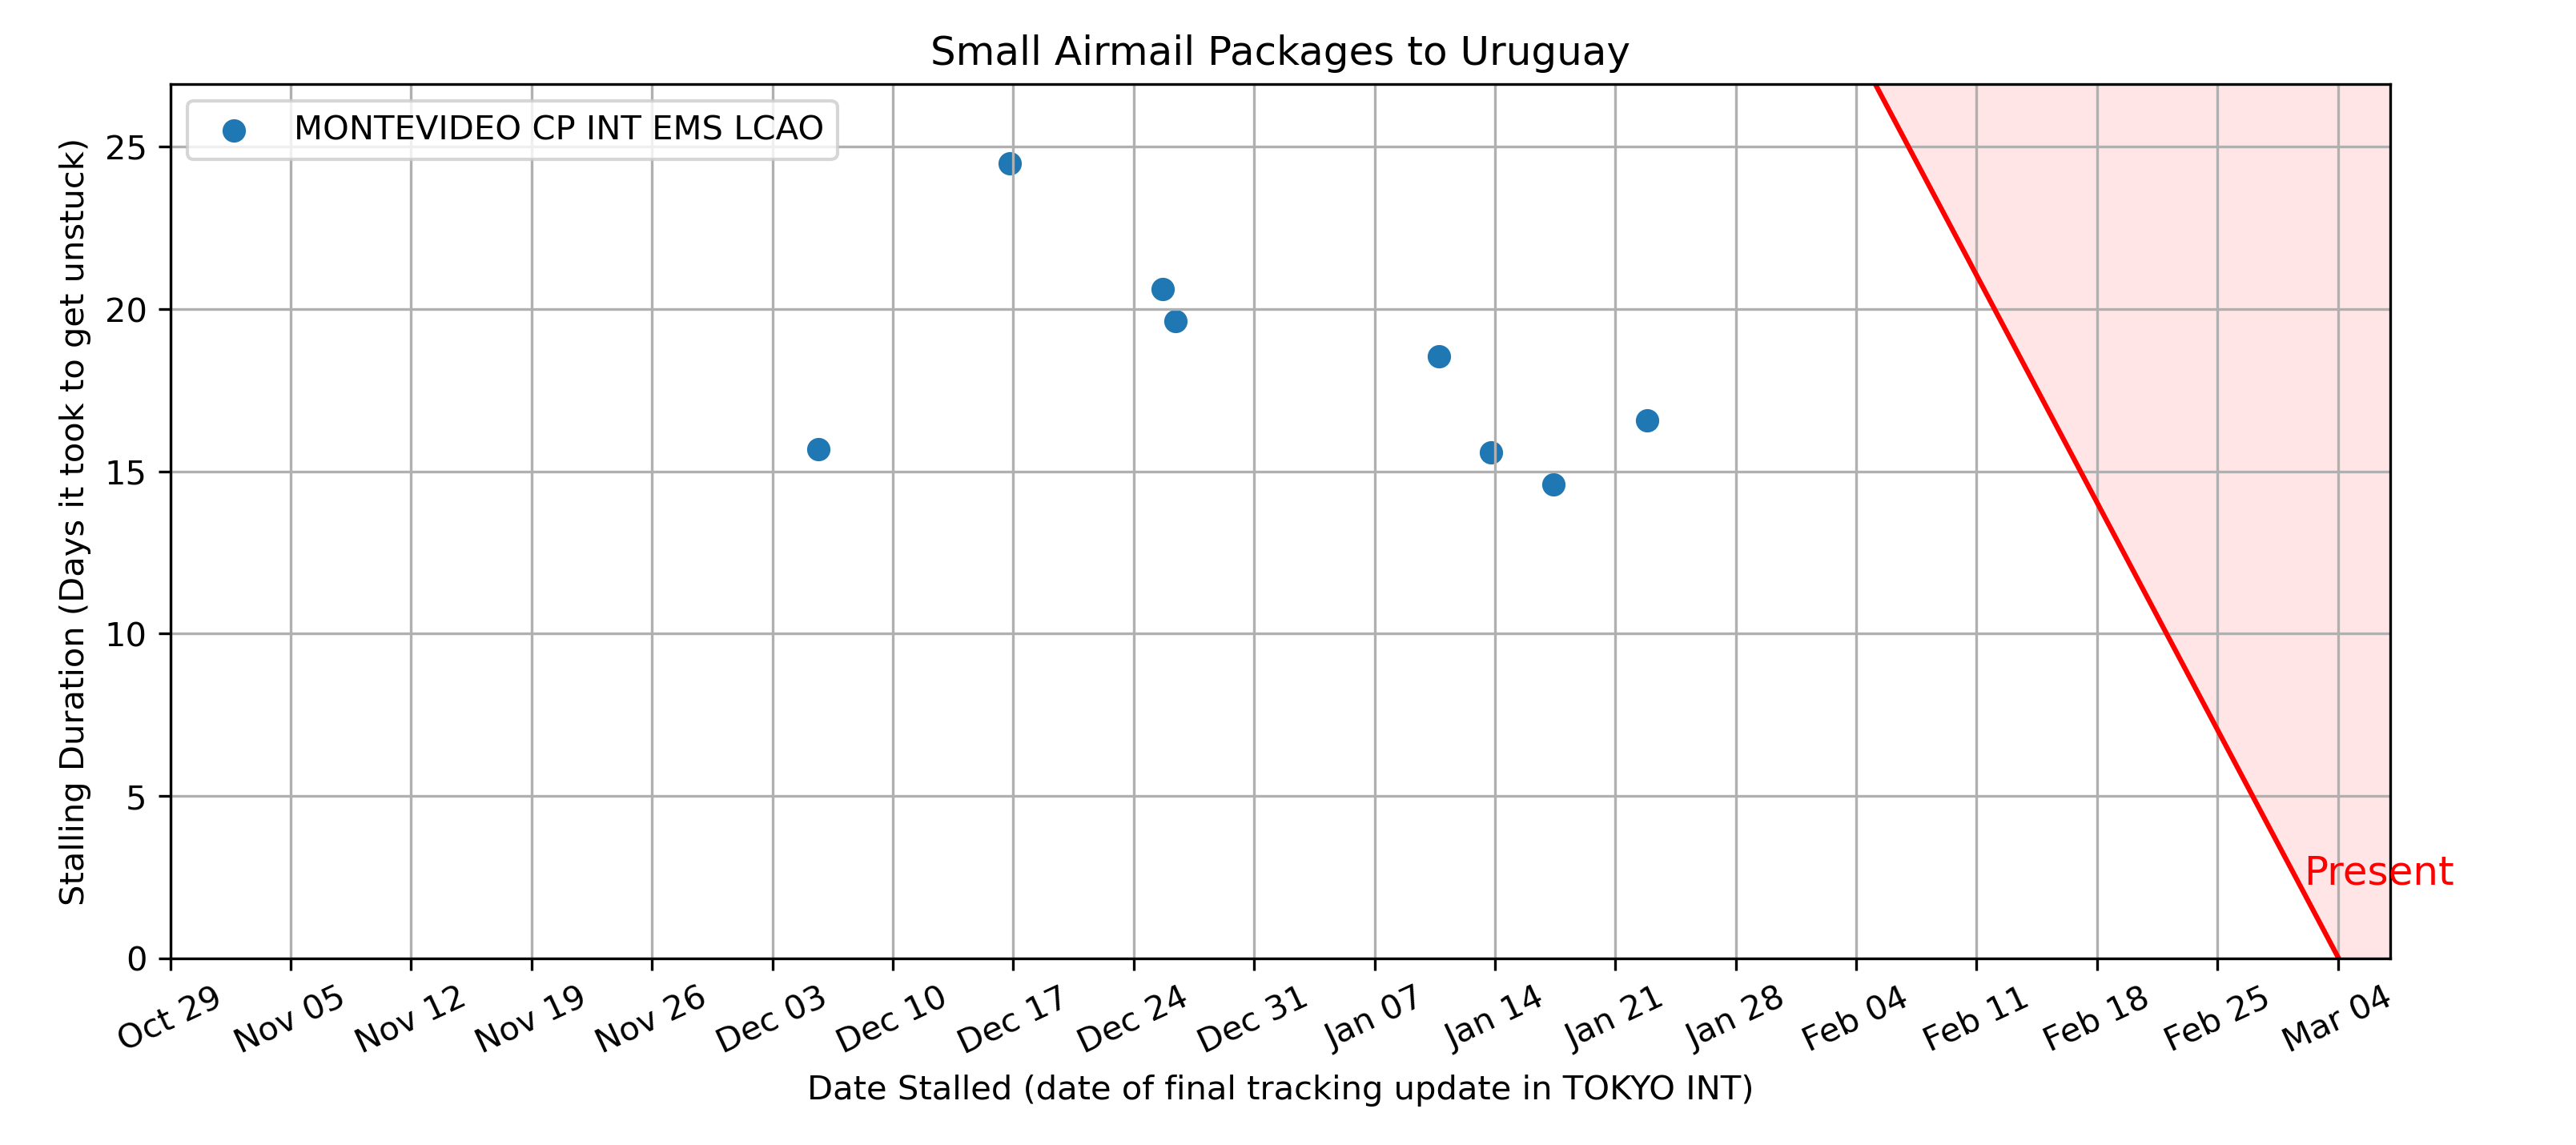 Small Airmail Packages to Uruguay
MONTEVIDEO CP INT EMS LCAO
Stalling Duration (Days it took to get unstuck)
25
20
15
10
5
0
Present
Oct 29
Nov 05
Nov 12
Nov 19
Nov 26
Dec 03
Dec 10
Dec 17
Dec 24
Dec 31
Jan 07
Jan 14
Jan 21
Jan 28
Feb 04
Feb 11
Feb 18
Feb 25
Mar 04
Date Stalled (date of final tracking update in TOKYO INT)